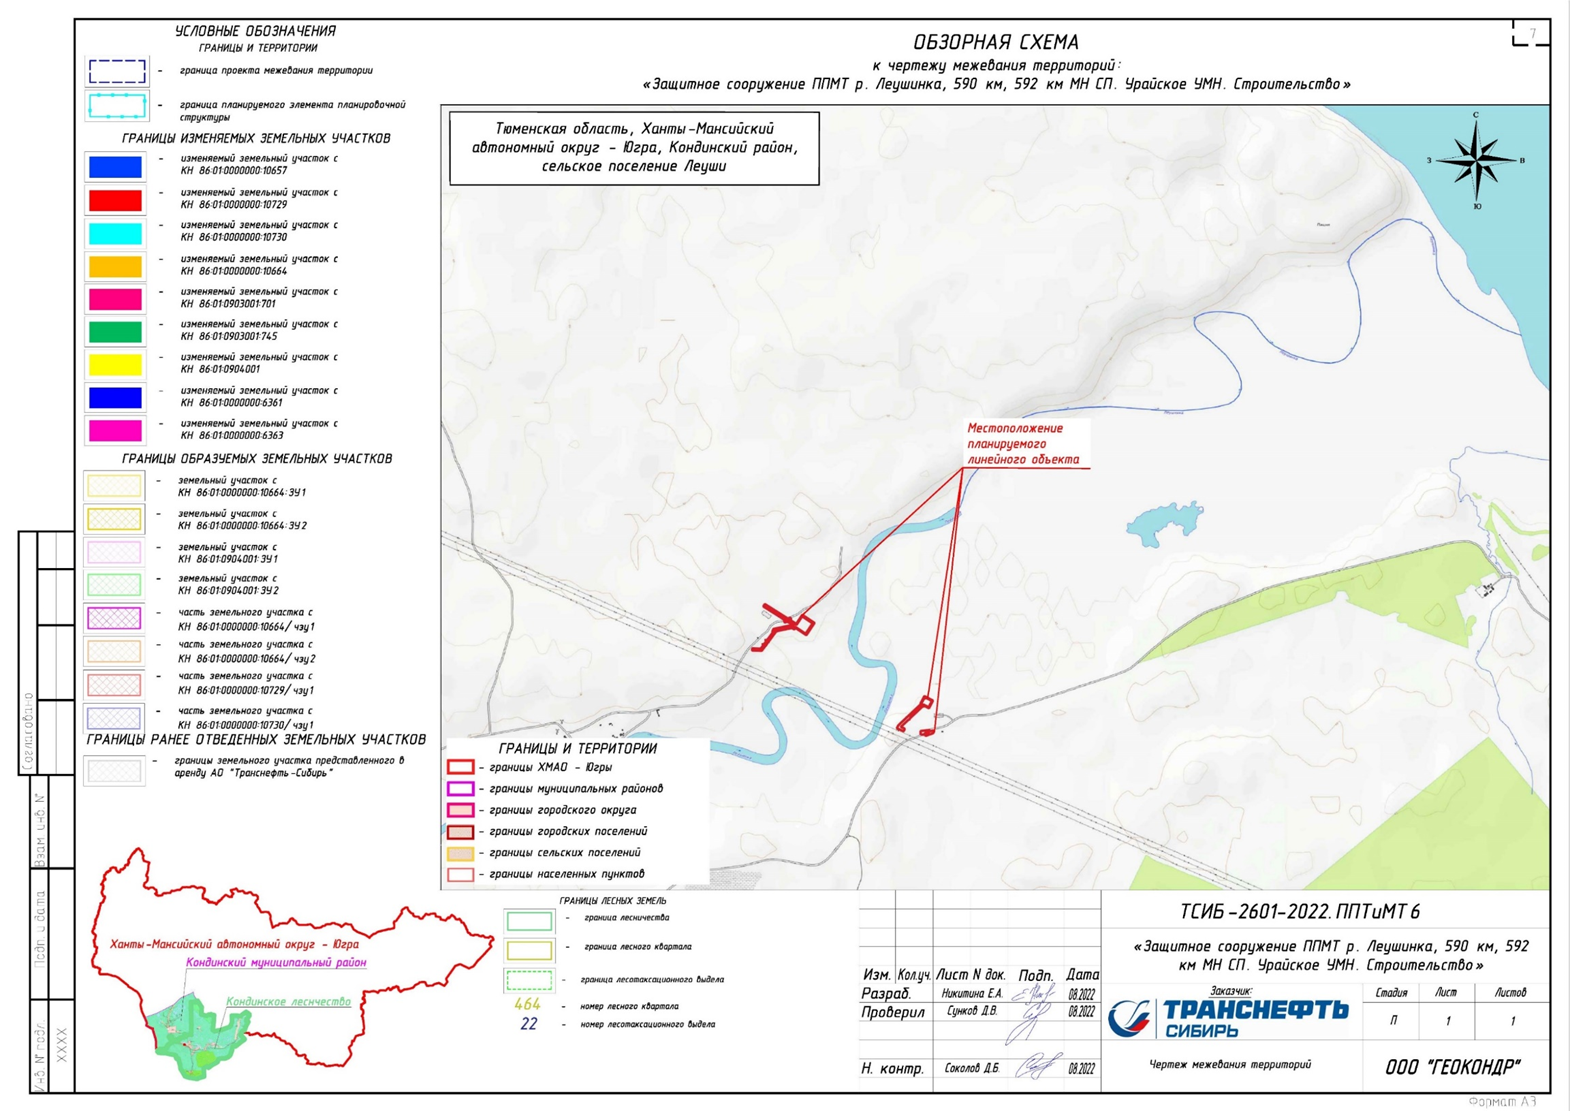 УСЛОВНЫЕ ОБОЗНАЧЕНИЯ
ГРАНИЦЫ И ТЕРРИТОРИИ
- граница проекта межевания территории
- граница планируемого элемента планировочной
структуры
ГРАНИЦЫ ИЗМЕНЯЕМЫХ ЗЕМЕЛЬНЫХ УЧАСТКОВ
- изменяемый земельный участок с
КН 86:01:0000000:10657
- изменяемый земельный участок с
КН 86:01:0000000:10729
- изменяемый земельный участок с
КН 86:01:0000000:10730
- изменяемый земельный участок с
КН 86:01:0000000:10664
- изменяемый земельный участок с
КН 86:01:0903001:701
- изменяемый земельный участок с
КН 86:01:0903001:745
- изменяемый земельный участок с
КН 86:01:0904001
- изменяемый земельный участок с
КН 86:01:0000000:6361
- изменяемый земельный участок с
КН 86:01:0000000:6363
ГРАНИЦЫ ОБРАЗУЕМЫХ ЗЕМЕЛЬНЫХ УЧАСТКОВ
- земельный участок с
КН 86:01:0000000:10664:ЗУ1
- земельный участок с
КН 86:01:0000000:10664:ЗУ2
- земельный участок с
КН 86:01:0904001:ЗУ1
- земельный участок с
КН 86:01:0904001:ЗУ2
- часть земельного участка с
КН 86:01:0000000:10664/чзу1
- часть земельного участка с
КН 86:01:0000000:10664/чзу2
- часть земельного участка с
КН 86:01:0000000:10729/чзу1
- часть земельного участка с
КН 86:01:0000000:10730/чзу1
ГРАНИЦЫ РАНЕЕ ОТВЕДЕННЫХ ЗЕМЕЛЬНЫХ УЧАСТКОВ
- границы земельного участка представленного в
аренду АО "Транснефть-Сибирь"
Ханты-Мансийский автономный округ - Югра
Кондинский муниципальный район
Кондинское лесничество
ОБЗОРНАЯ СХЕМА
к чертежу межевания территорий:
«Защитное сооружение ППМТ р. Леушинка, 590 км, 592 км МН СП. Урайское УМН. Строительство»
7
Тюменская область, Ханты-Мансийский
автономный округ - Югра, Кондинский район,
сельское поселение Леуши
С
З
В
Ю
Местоположение
планируемого
линейного объекта
ГРАНИЦЫ И ТЕРРИТОРИИ
- границы ХМАО - Югры
- границы муниципальных районов
- границы городского округа
- границы городских поселений
- границы сельских поселений
- границы населенных пунктов
ГРАНИЦЫ ЛЕСНЫХ ЗЕМЕЛЬ
- граница лесничества
- граница лесного квартала
- граница лесотаксационного выдела
464 - номер лесного квартала
22 - номер лесотаксационного выдела
Согласовано
Взам. инв. N°
Подп. и дата
Инв. N° подл.
XXXX
ТСИБ-2601-2022.ППТиМТ6
«Защитное сооружение ППМТ р. Леушинка, 590 км, 592
км МН СП. Урайское УМН. Строительство»
Изм. Кол.уч. Лист N док. Подп. Дата
Разраб. Никитина Е.А. 08.2022
Проверил Сунков Д.В. 08.2022
Н. контр. Соколов Д.Б. 08.2022
Заказчик:
ТРАНСНЕФТЬ
СИБИРЬ
Стадия Лист Листов
П 1 1
Чертеж межевания территорий
ООО "ГЕОКОНДР"
Формат А3